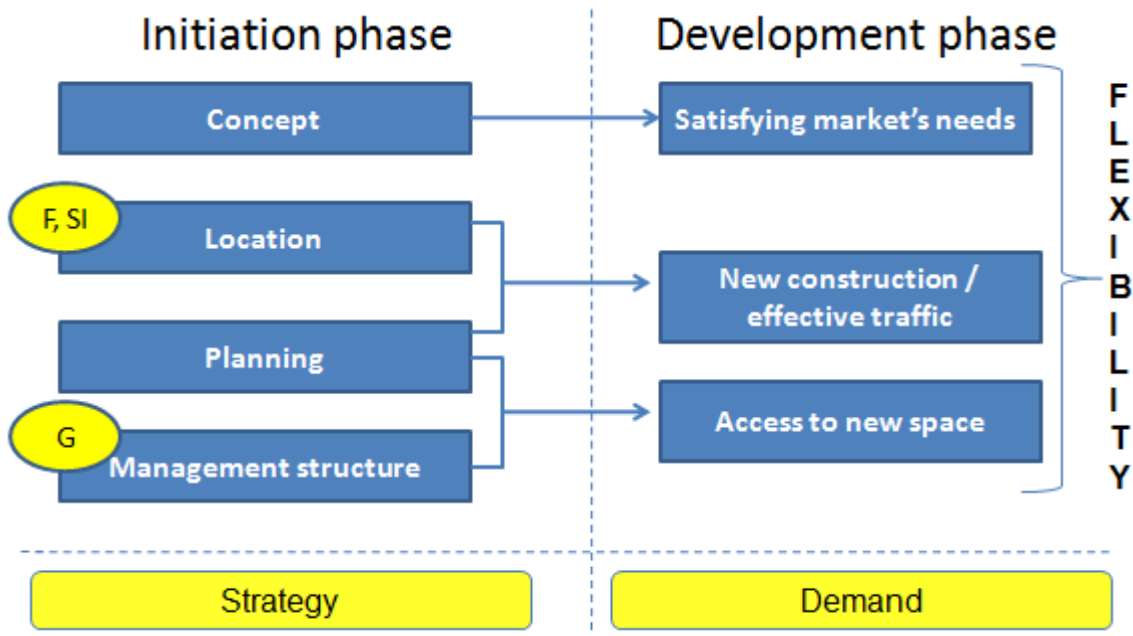 Initiation phase
Development phase
Concept
Satisfying market's needs
F, SI
Location
New construction /
effective traffic
Planning
Access to new space
G
Management structure
FLEXIBILITY
Strategy
Demand